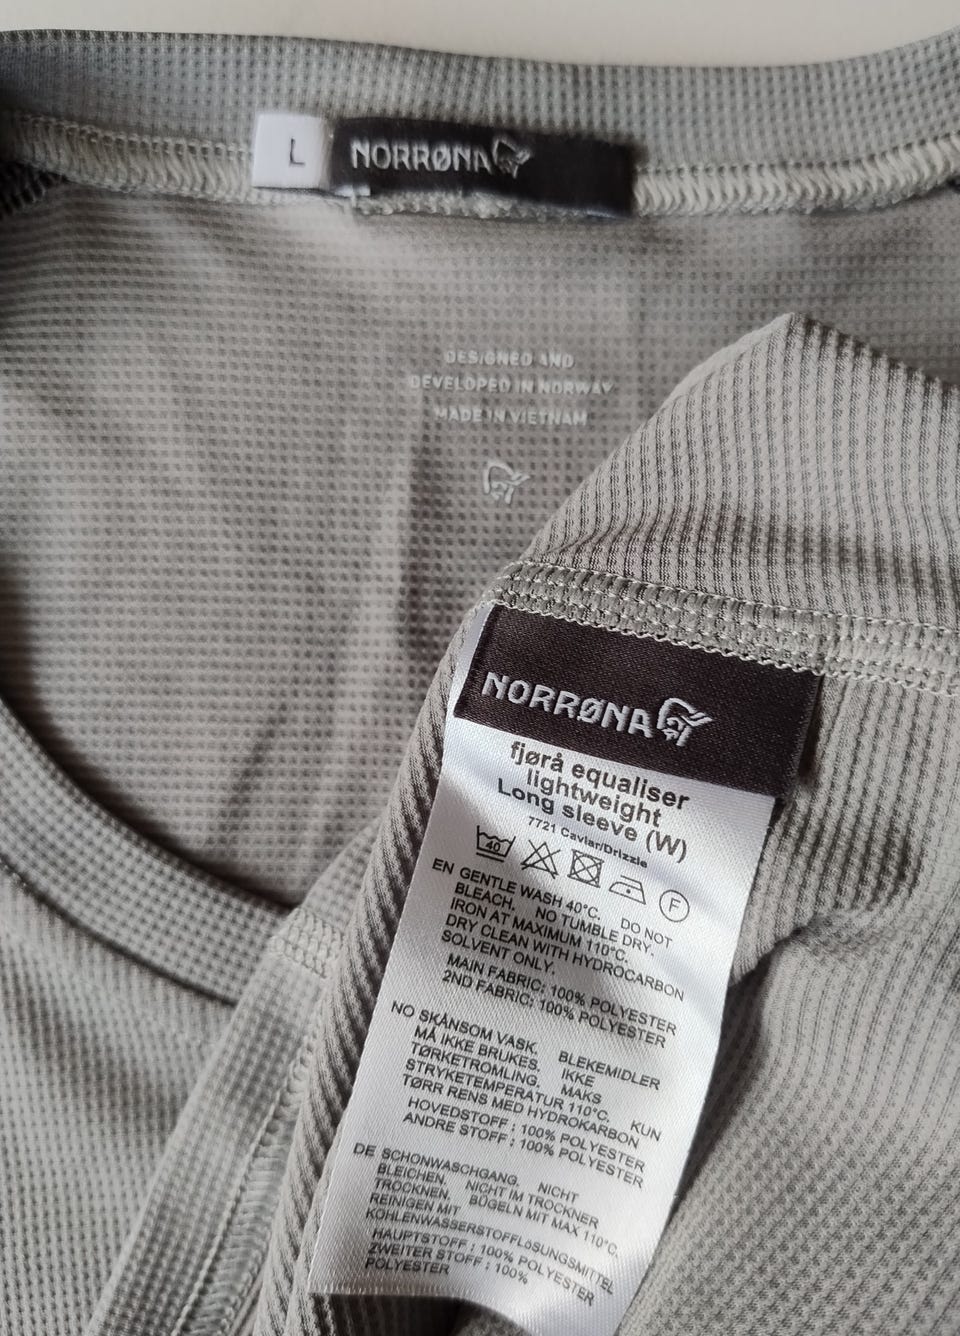 L
NORRØNA
DESIGNED AND
DEVELOPED IN NORWAY
MADE IN VIETNAM
NORRØNA
fjørå equaliser
lightweight
Long sleeve (W)
7721 Caviar/Drizzle
40
F
EN GENTLE WASH 40°C. DO NOT
BLEACH. NO TUMBLE DRY.
IRON AT MAXIMUM 110°C.
DRY CLEAN WITH HYDROCARBON
SOLVENT ONLY.
MAIN FABRIC: 100% POLYESTER
2ND FABRIC: 100% POLYESTER
NO SKÅNSOM VASK. BLEKEMIDLER
MÅ IKKE BRUKES. IKKE
TØRKETROMLING. MAKS
STRYKETEMPERATUR 110°C. KUN
TØRR RENS MED HYDROKARBON
HOVEDSTOFF : 100% POLYESTER
ANDRE STOFF : 100% POLYESTER
DE SCHONWASCHGANG. NICHT
BLEICHEN. NICHT IM TROCKNER
TROCKNEN. BÜGELN MIT MAX 110°C.
REINIGEN MIT
KOHLENWASSERSTOFFLöSUNGSMITTEL
HAUPTSTOFF : 100% POLYESTER
ZWEITER STOFF : 100%
POLYESTER